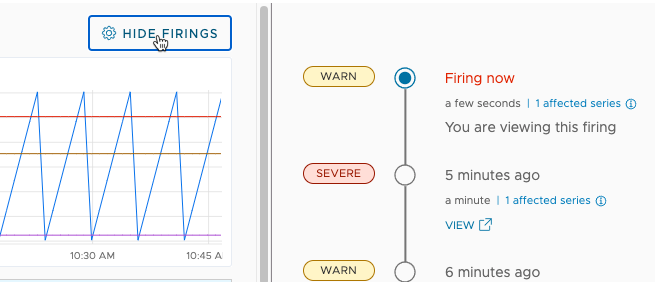 HIDE FIRINGS
10:30 AM
10:45 A
WARN
Firing now
a few seconds | 1 affected series
You are viewing this firing
SEVERE
5 minutes ago
a minute | 1 affected series
VIEW
WARN
6 minutes ago